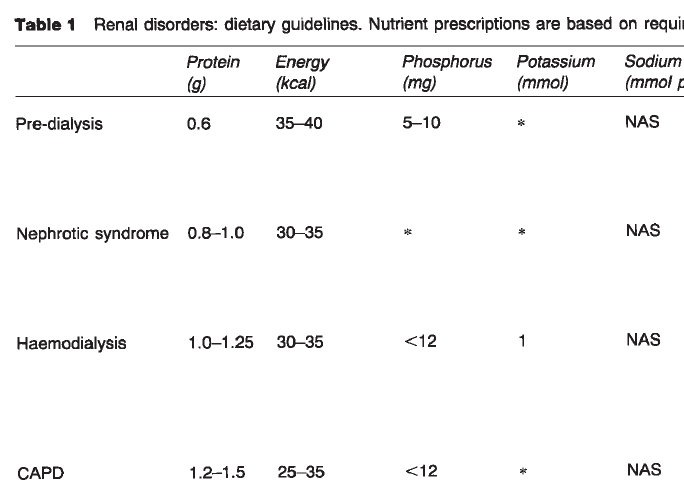 Table 1 Renal disorders: dietary guidelines. Nutrient prescriptions are based on requi
Protein Energy Phosphorus Potassium Sodium
(g) (kcal) (mg) (mmol) (mmol p
Pre-dialysis 0.6 35–40 5–10 * NAS
Nephrotic syndrome 0.8–1.0 30–35 * * NAS
Haemodialysis 1.0–1.25 30–35 <12 1 NAS
CAPD 1.2–1.5 25–35 <12 * NAS